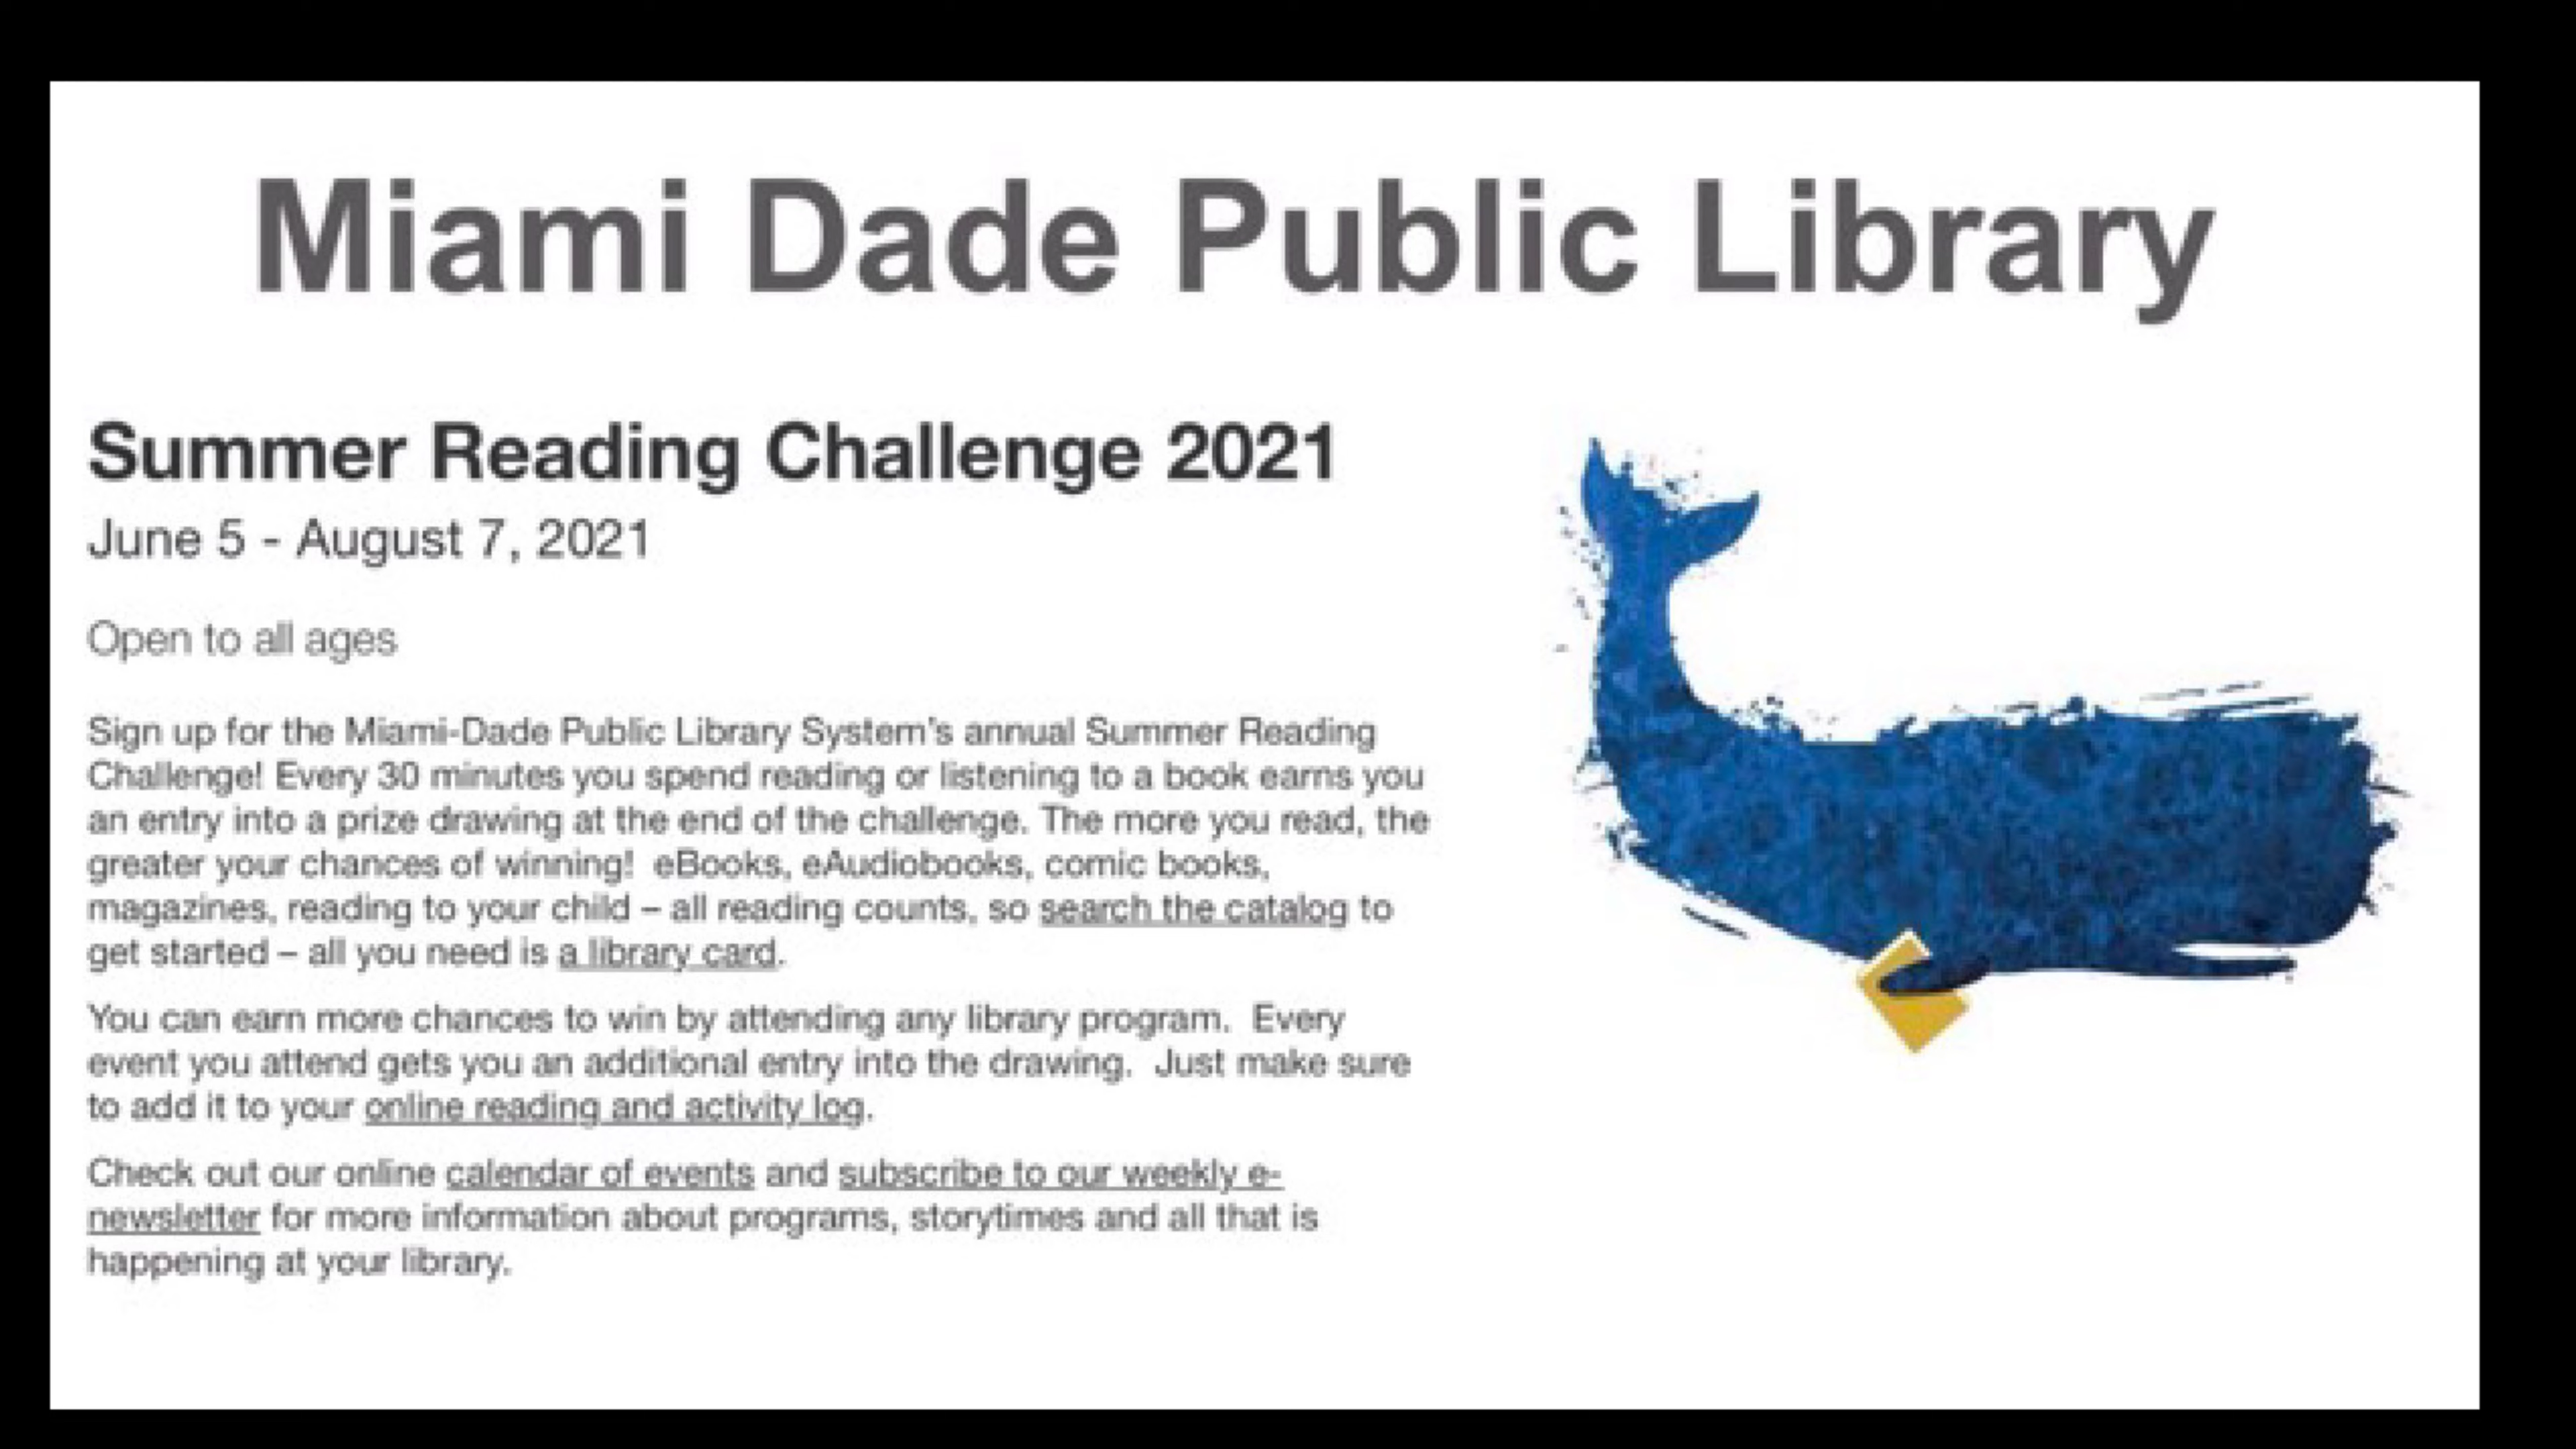 Miami Dade Public Library
Summer Reading Challenge 2021
June 5 - August 7, 2021
Open to all ages
Sign up for the Miami-Dade Public Library System's annual Summer Reading
Challenge! Every 30 minutes you spend reading or listening to a book earns you
an entry into a prize drawing at the end of the challenge. The more you read, the
greater your chances of winning!  eBooks, eAudiobooks, comic books,
magazines, reading to your child – all reading counts, so search the catalog to
get started – all you need is a library card.
You can earn more chances to win by attending any library program.  Every
event you attend gets you an additional entry into the drawing.  Just make sure
to add it to your online reading and activity log.
Check out our online calendar of events and subscribe to our weekly e-
newsletter for more information about programs, storytimes and all that is
happening at your library.